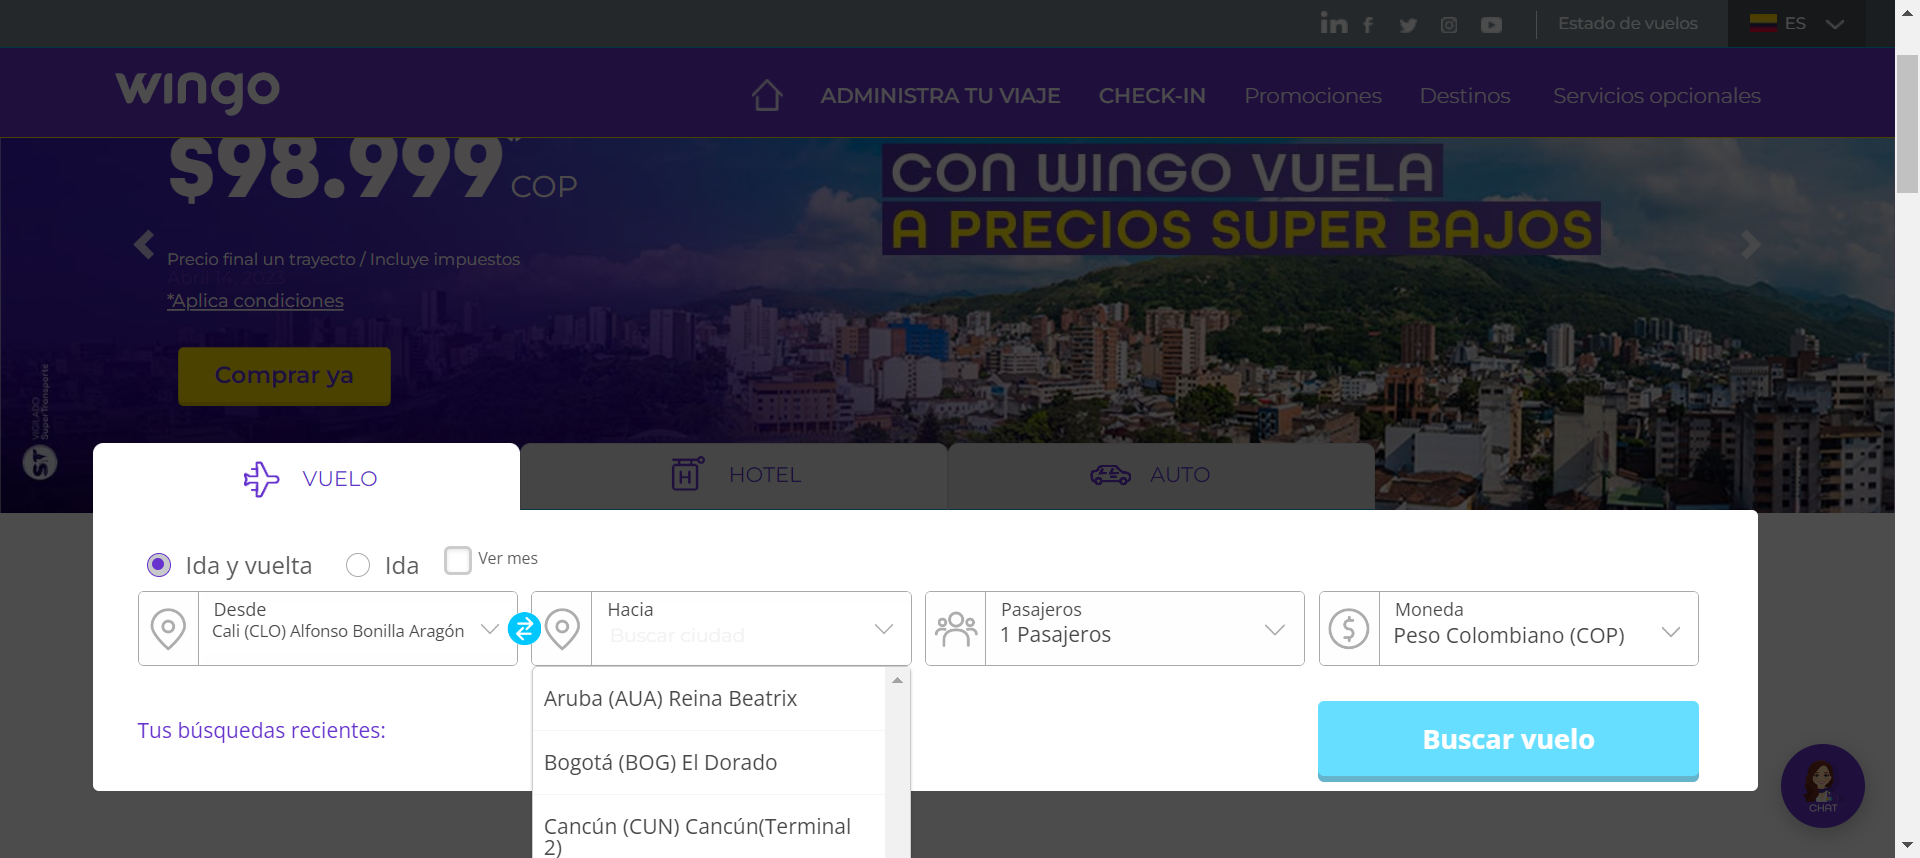 Estado de vuelos
ES
wingo
ADMINISTRA TU VIAJE
CHECK-IN
Promociones
Destinos
Servicios opcionales
$98.999 COP
CON WINGO VUELA
A PRECIOS SUPER BAJOS
Precio final un trayecto / Incluye impuestos
Abril 14, 2023
*Aplica condiciones
Comprar ya
VIGILADO
SuperTransporte
ST
VUELO
HOTEL
AUTO
Ida y vuelta
Ida
Ver mes
Desde
Cali (CLO) Alfonso Bonilla Aragón
Hacia
Buscar ciudad
Pasajeros
1 Pasajeros
Moneda
Peso Colombiano (COP)
Aruba (AUA) Reina Beatrix
Bogotá (BOG) El Dorado
Cancún (CUN) Cancún(Terminal
2)
Tus búsquedas recientes:
Buscar vuelo
CHAT